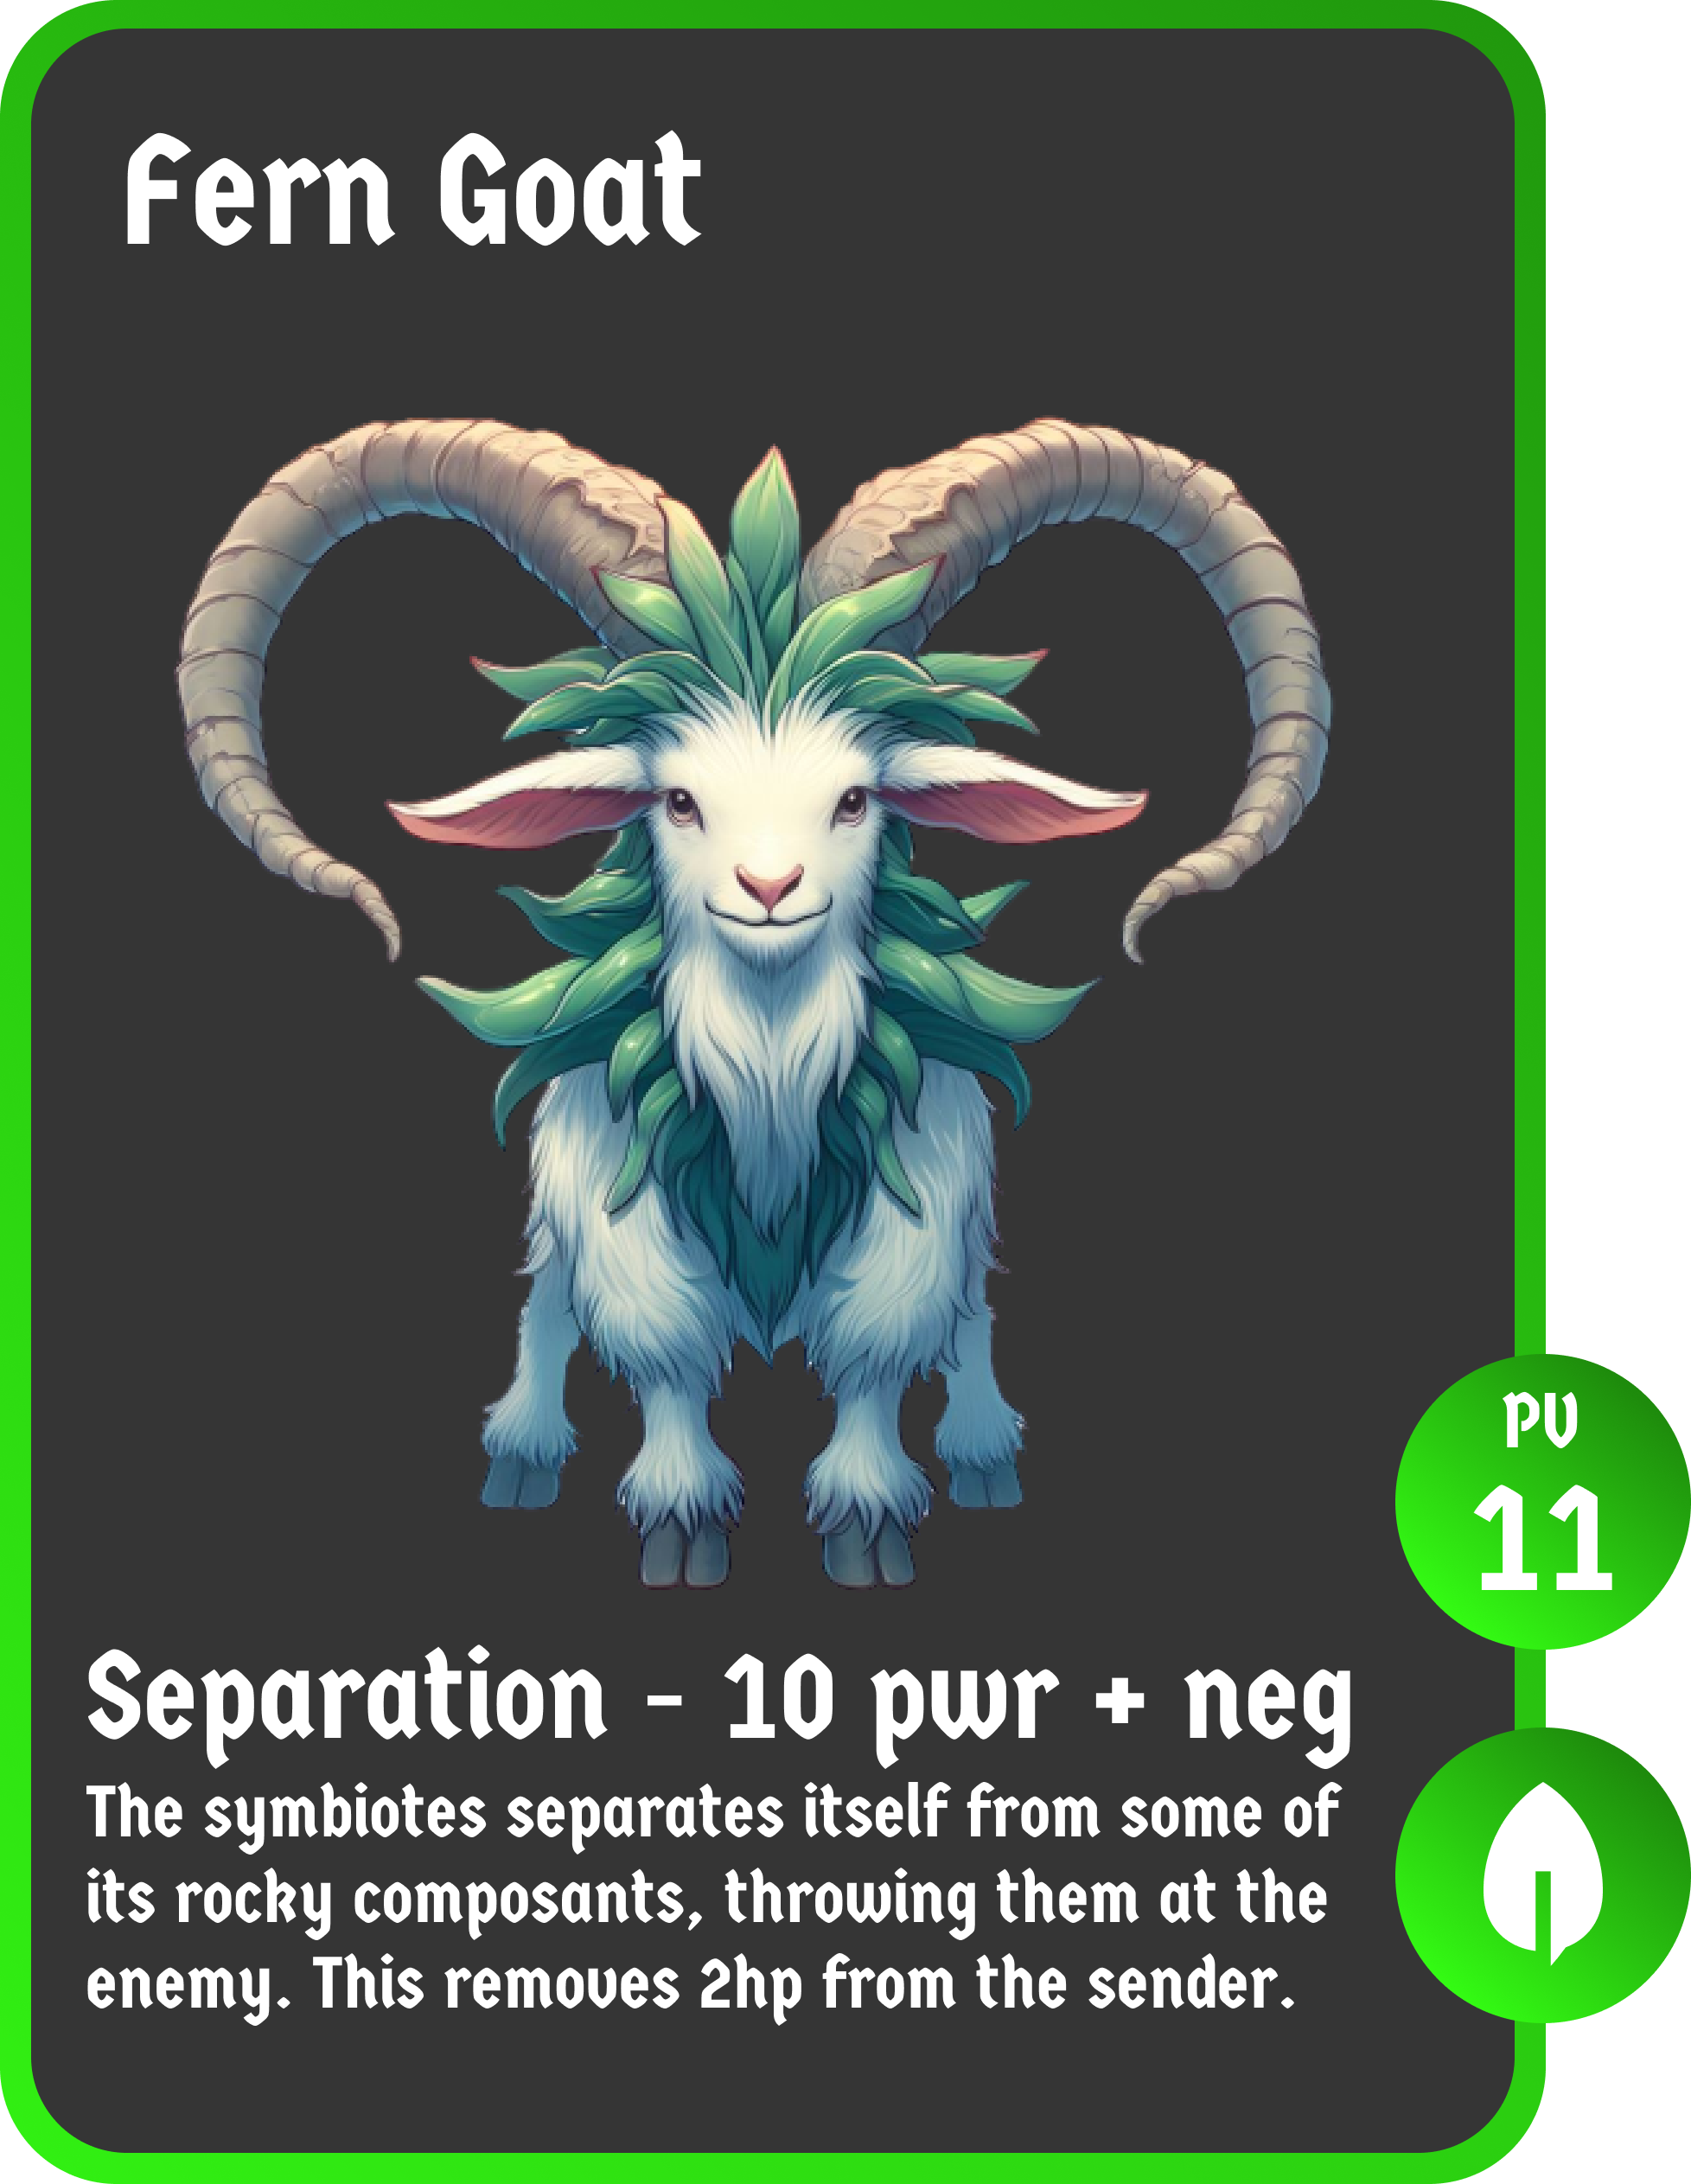 Fern Goat
PV
11
Separation - 10 pwr + neg
The symbiotes separates itself from some of
its rocky composants, throwing them at the
enemy. This removes 2hp from the sender.